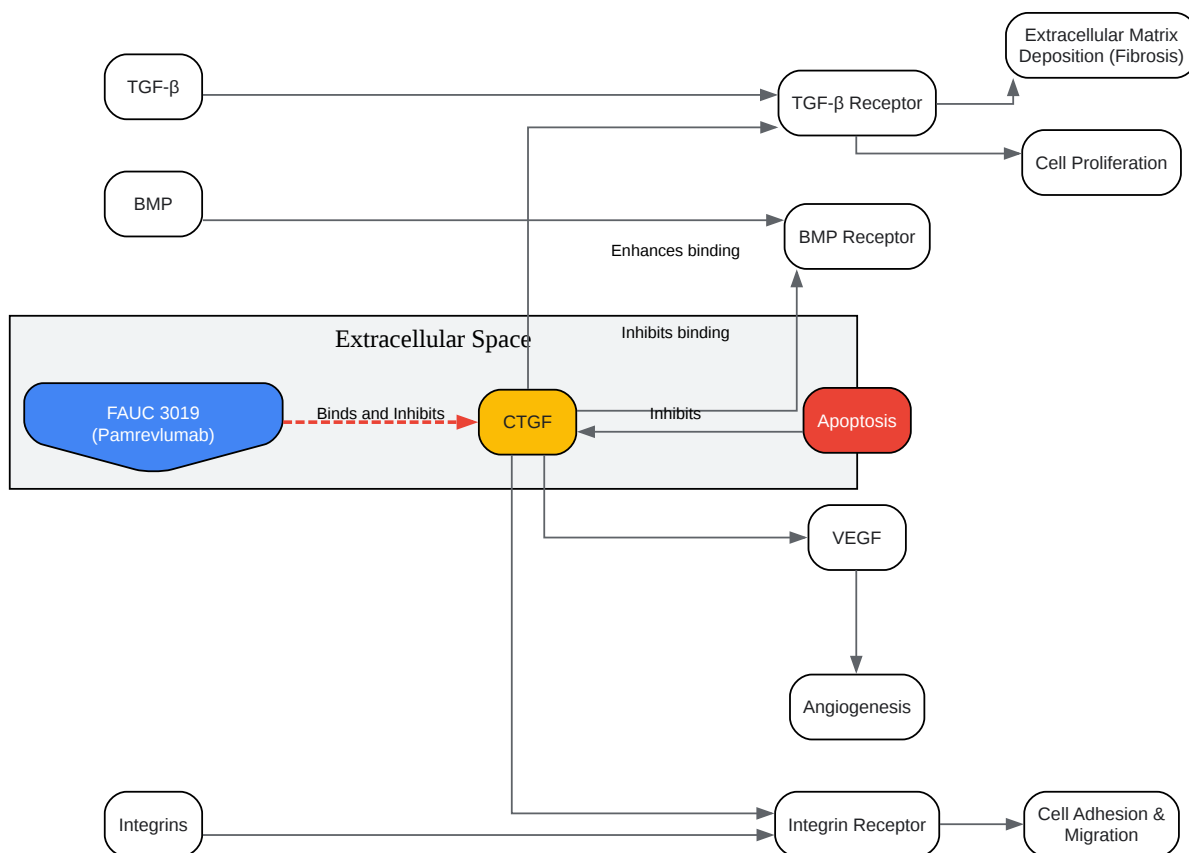 Extracellular Matrix
Deposition (Fibrosis)
TGF-β
TGF-β Receptor
Cell Proliferation
BMP
BMP Receptor
Enhances binding
Extracellular Space
Inhibits binding
FAUC 3019
(Pamrevlumab)
Binds and Inhibits
CTGF
Inhibits
Apoptosis
VEGF
Angiogenesis
Integrins
Integrin Receptor
Cell Adhesion &
Migration